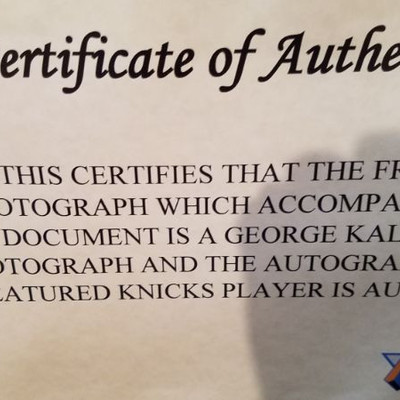 ertificate of Authe
THIS CERTIFIES THAT THE FR
OTOGRAPH WHICH ACCOMPA
DOCUMENT IS A GEORGE KAL
OTOGRAPH AND THE AUTOGRA
EATURED KNICKS PLAYER IS AU